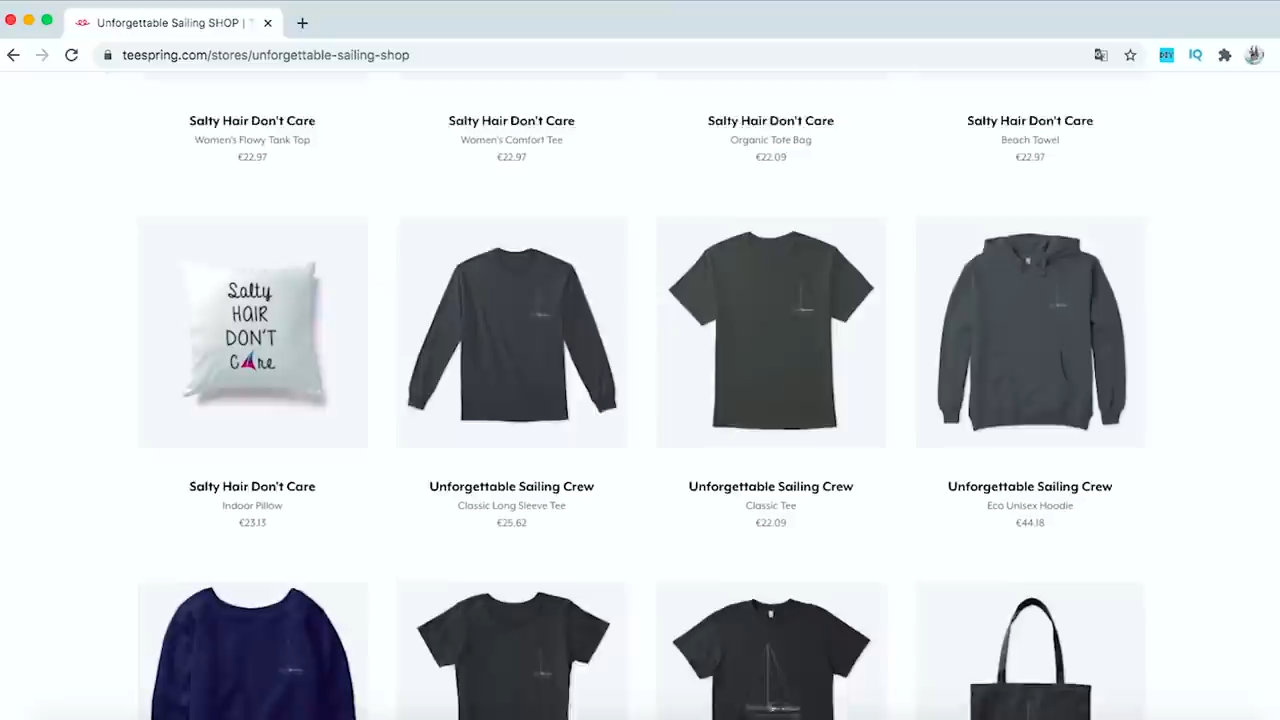 Unforgettable Sailing SHOP |
teespring.com/stores/unforgettable-sailing-shop
DIY
IQ
Salty Hair Don't Care
Women's Flowy Tank Top
€22.97
Salty Hair Don't Care
Women's Comfort Tee
€22.97
Salty Hair Don't Care
Organic Tote Bag
€22.09
Salty Hair Don't Care
Beach Towel
€22.97
Salty
HAIR
DON'T
Care
Salty Hair Don't Care
Indoor Pillow
€23.13
Unforgettable Sailing Crew
Classic Long Sleeve Tee
€25.62
Unforgettable Sailing Crew
Classic Tee
€22.09
Unforgettable Sailing Crew
Eco Unisex Hoodie
€44.18